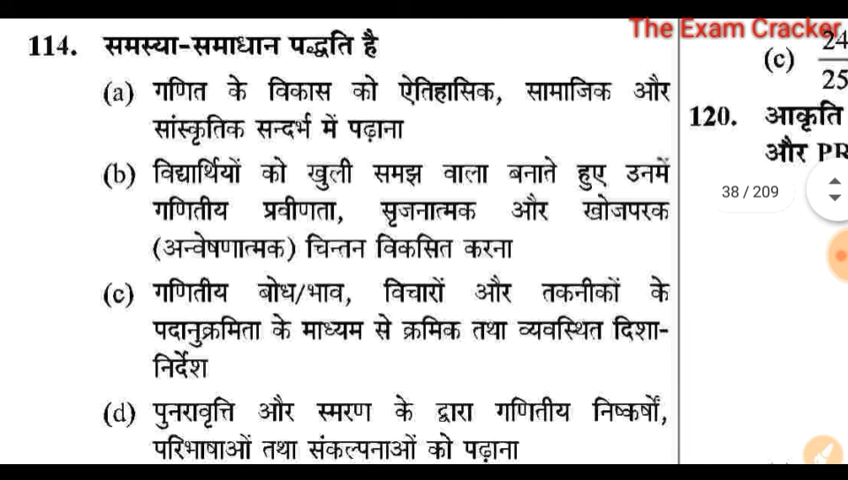 The Exam Cracker
114. समस्या-समाधान पद्धति है
(a) गणित के विकास को ऐतिहासिक, सामाजिक और
सांस्कृतिक सन्दर्भ में पढ़ाना
(b) विद्यार्थियों को खुली समझ वाला बनाते हुए उनमें
गणितीय प्रवीणता, सृजनात्मक और खोजपरक
(अन्वेषणात्मक) चिन्तन विकसित करना
(c) गणितीय बोध/भाव, विचारों और तकनीकों के
पदानुक्रमिता के माध्यम से क्रमिक तथा व्यवस्थित दिशा-
निर्देश
(d) पुनरावृत्ति और स्मरण के द्वारा गणितीय निष्कर्षों,
परिभाषाओं तथा संकल्पनाओं को पढ़ाना
(c) 24
25
120. आकृति
और PR
38 / 209